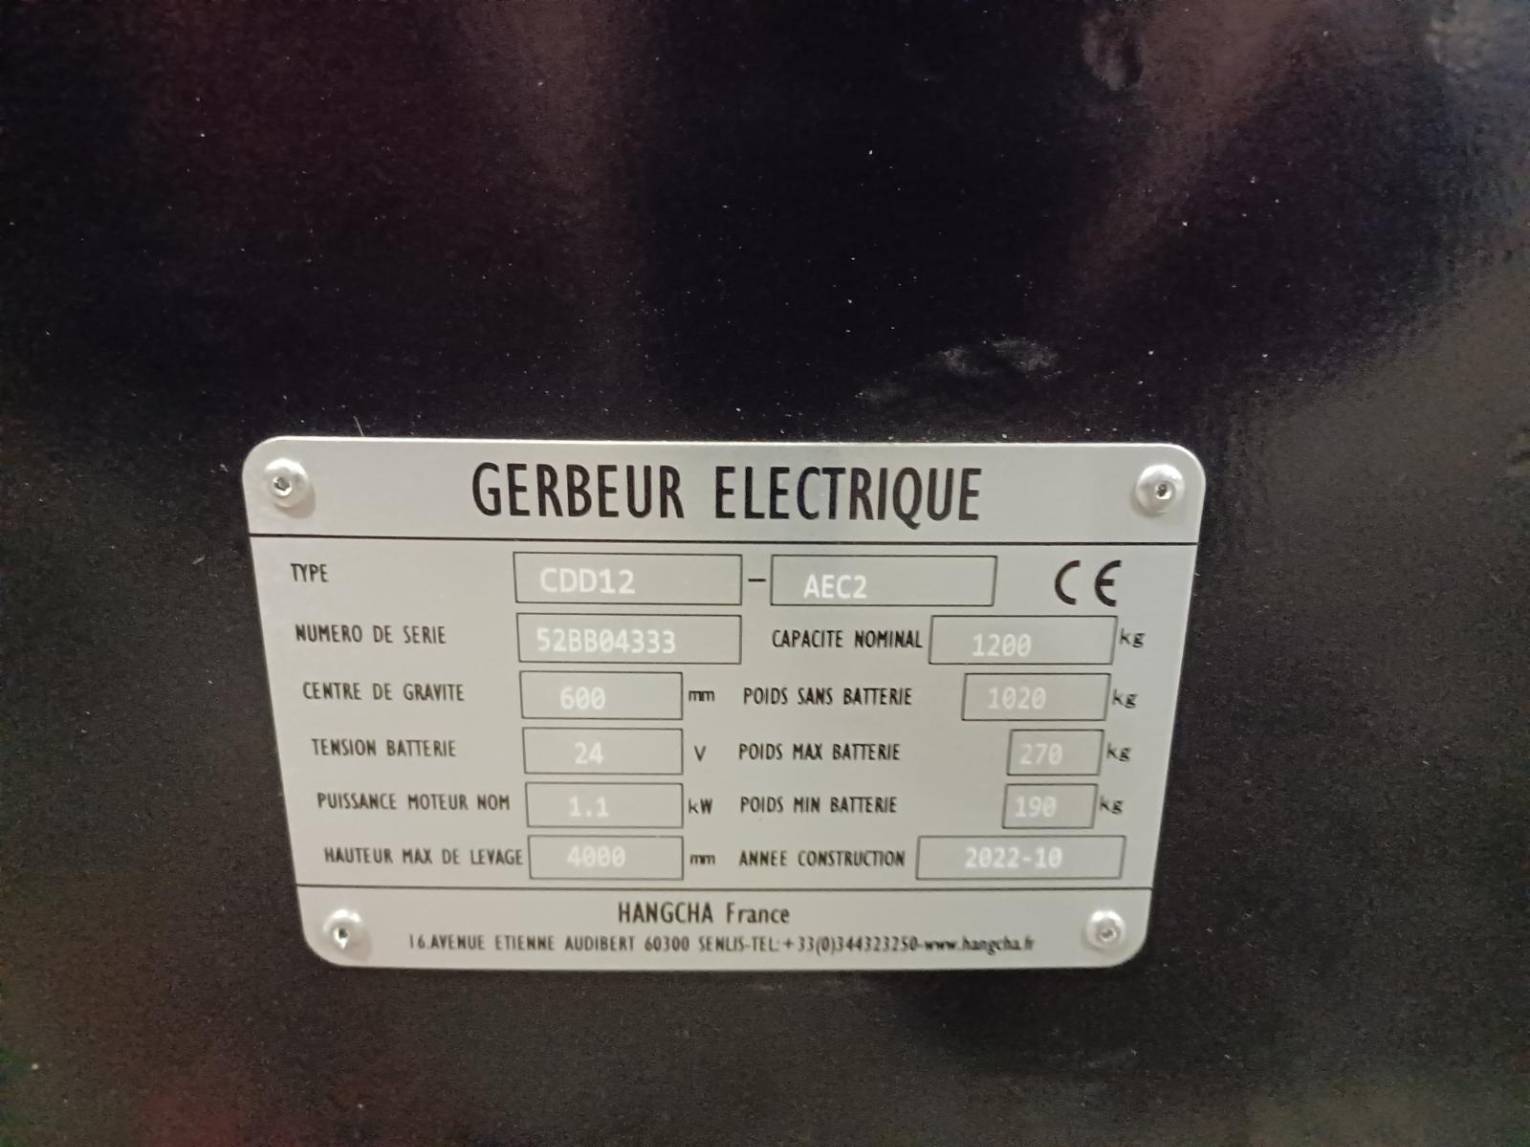 GERBEUR ELECTRIQUE
TYPE CDD12 - AEC2 CE
NUMERO DE SERIE 52BB04333 CAPACITE NOMINAL 1200 kg
CENTRE DE GRAVITE 600 mm POIDS SANS BATTERIE 1020 kg
TENSION BATTERIE 24 V POIDS MAX BATTERIE 270 kg
PUISSANCE MOTEUR NOM 1.1 kW POIDS MIN BATTERIE 190 kg
HAUTEUR MAX DE LEVAGE 4000 mm ANNEE CONSTRUCTION 2022-10
HANGCHA France
16.AVENUE ETIENNE AUDIBERT 60300 SENLIS-TEL:+33(0)344323250-www.hangcha.fr